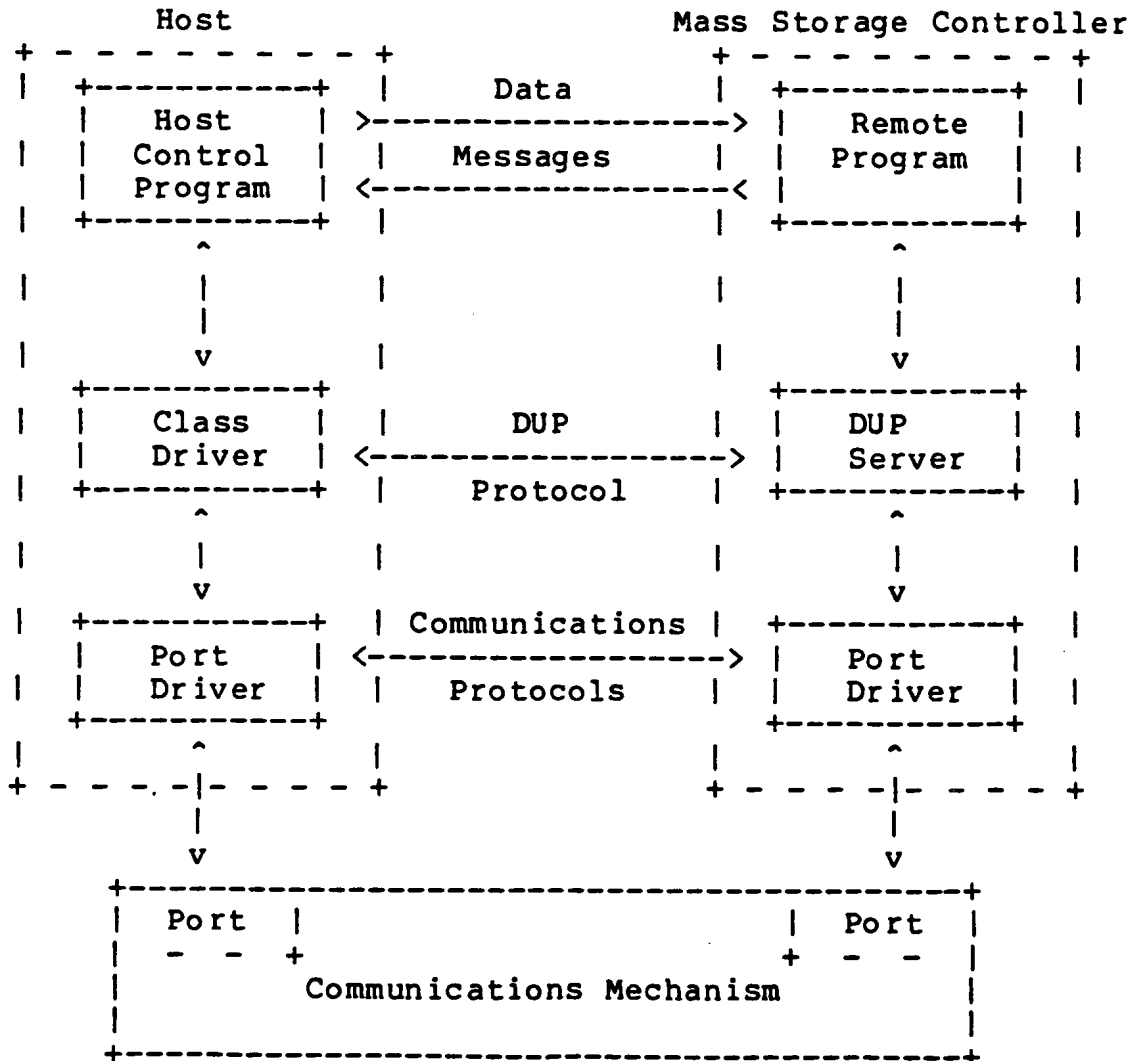 Host Mass Storage Controller
Data
Host Remote
Control Messages Program
Program
Class DUP DUP
Driver Server
Protocol
Communications
Port Port
Driver Protocols Driver
Port Port
Communications Mechanism